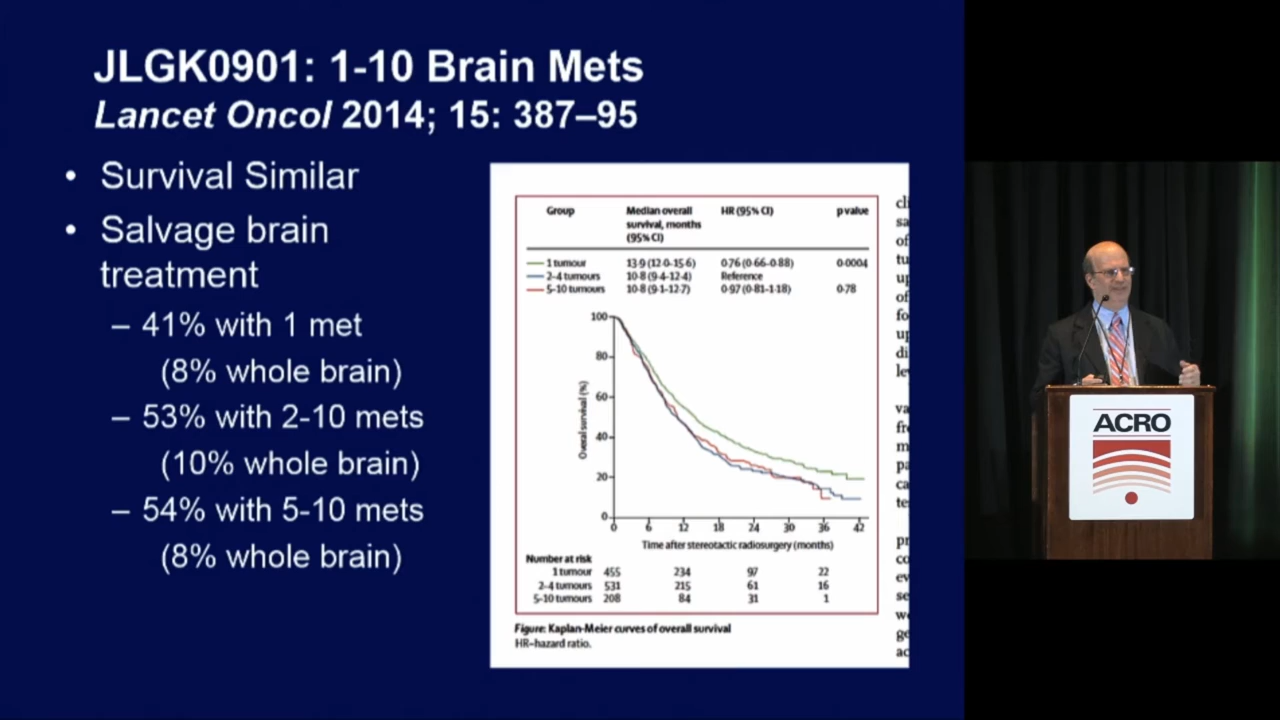 JLGK0901: 1-10 Brain Mets
Lancet Oncol 2014; 15: 387–95
• Survival Similar
• Salvage brain
treatment
– 41% with 1 met
(8% whole brain)
– 53% with 2-10 mets
(10% whole brain)
– 54% with 5-10 mets
(8% whole brain)
Group Median overall survival, months (95% CI) HR (95% CI) p value
1 tumour 13·9 (12·0-15·6) 0·76 (0·66-0·88) 0·0004
2-4 tumours 10·8 (9·4-12·4) Reference
5-10 tumours 10·8 (9·1-12·7) 0·97 (0·81-1·18) 0·78
Overall survival (%)
100
80
60
40
20
0
0 6 12 18 24 30 36 42
Time after stereotactic radiosurgery (months)
Number at risk
1 tumour 455 234 97 22
2-4 tumours 531 215 61 16
5-10 tumours 208 84 31 1
Figure: Kaplan-Meier curves of overall survival
HR=hazard ratio.
ACRO